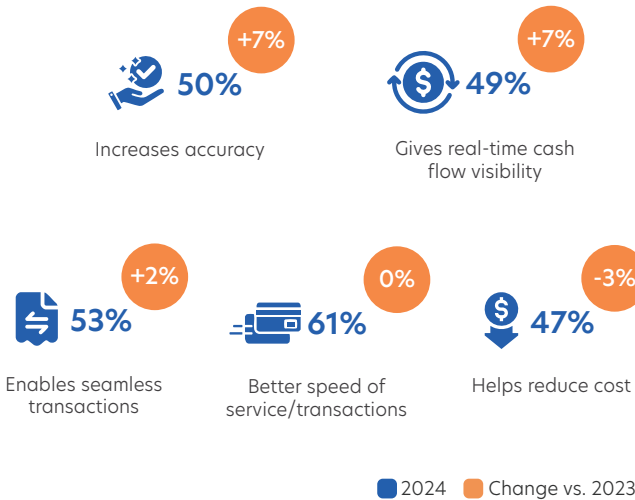 +7%
50%
Increases accuracy
+7%
$
49%
Gives real-time cash
flow visibility
+2%
53%
Enables seamless
transactions
0%
61%
Better speed of
service/transactions
-3%
$
47%
Helps reduce cost
2024
Change vs. 2023